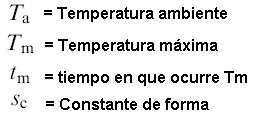 Ta = Temperatura ambiente
Tm = Temperatura máxima
tm = tiempo en que ocurre Tm
sc = Constante de forma